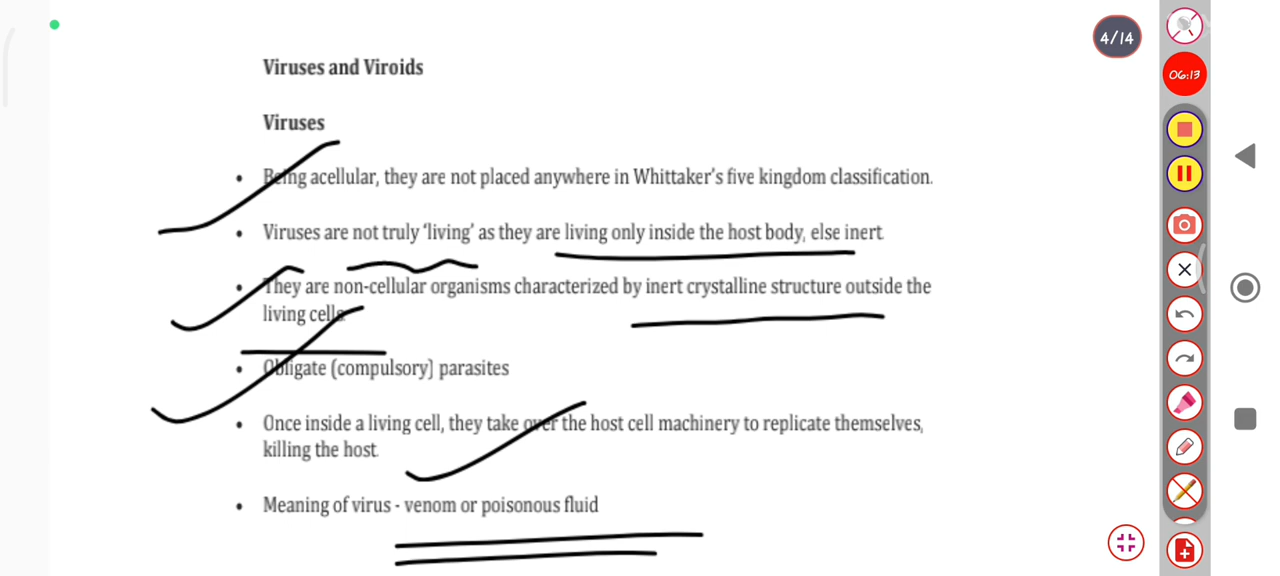 4/14
06:13
Viruses and Viroids
Viruses
• Being acellular, they are not placed anywhere in Whittaker's five kingdom classification.
• Viruses are not truly 'living' as they are living only inside the host body, else inert.
• They are non-cellular organisms characterized by inert crystalline structure outside the
living cells.
• Obligate (compulsory) parasites
• Once inside a living cell, they take over the host cell machinery to replicate themselves,
killing the host.
• Meaning of virus - venom or poisonous fluid